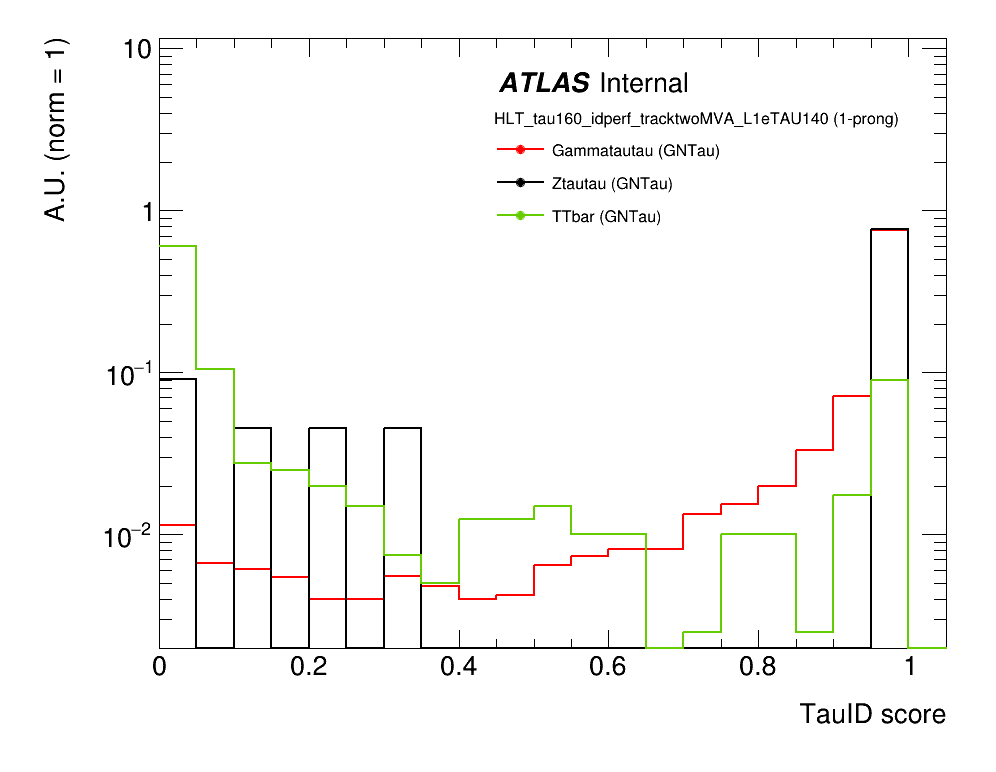 A.U. (norm = 1)
10
1
10⁻¹
10⁻²
ATLAS Internal
HLT_tau160_idperf_tracktwoMVA_L1eTAU140 (1-prong)
Gammatautau (GNTau)
Ztautau (GNTau)
TTbar (GNTau)
0 0.2 0.4 0.6 0.8 1
TauID score